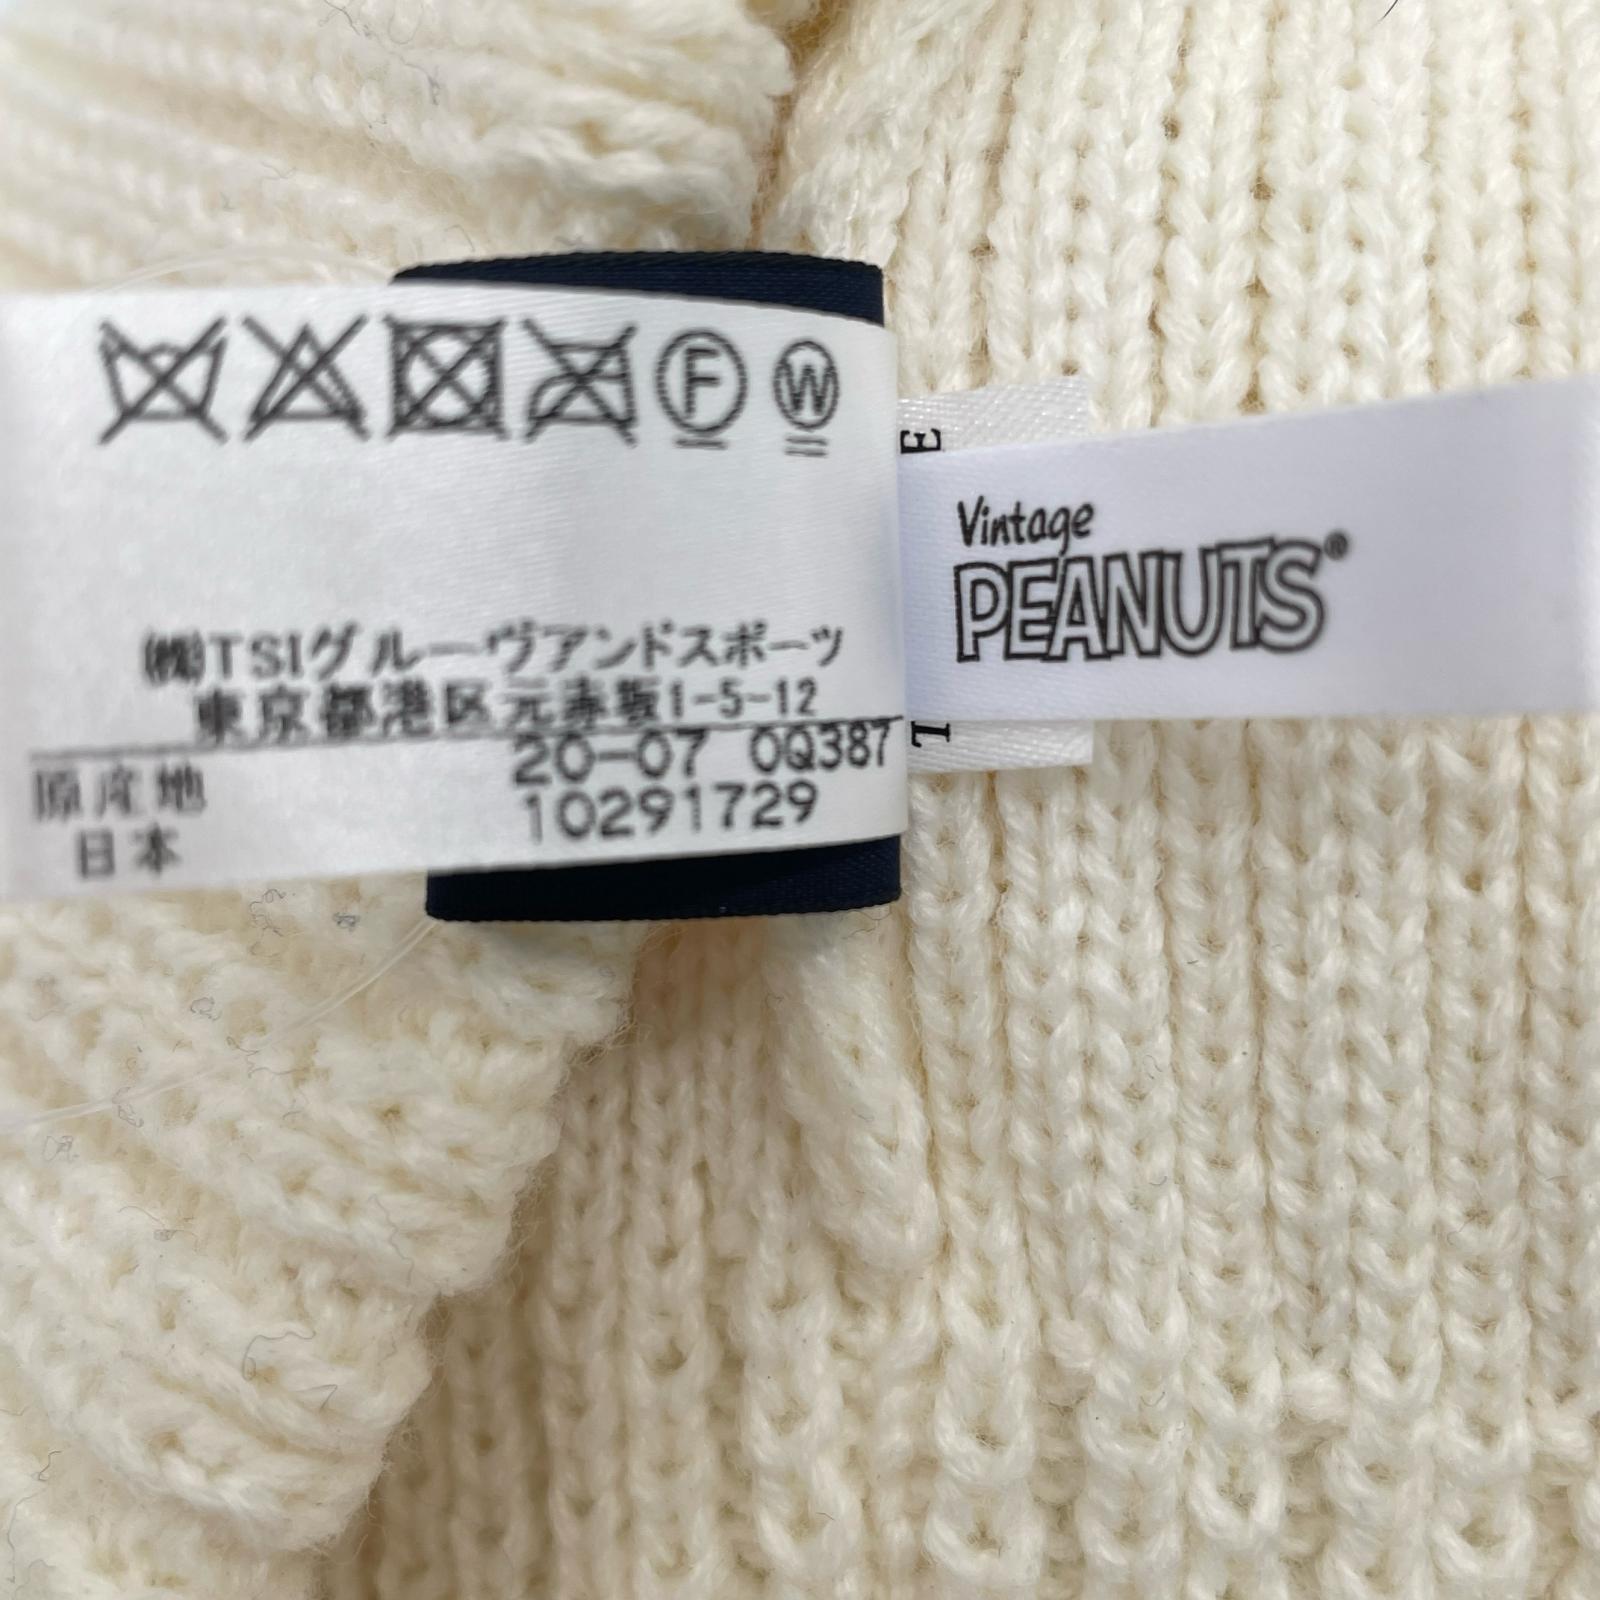 F W
㈱TSIグルーヴアンドスポーツ
東京都港区元赤坂1-5-12
20-07 0Q387
原産地
10291729
日本
E
Vintage
PEANUTS®
1